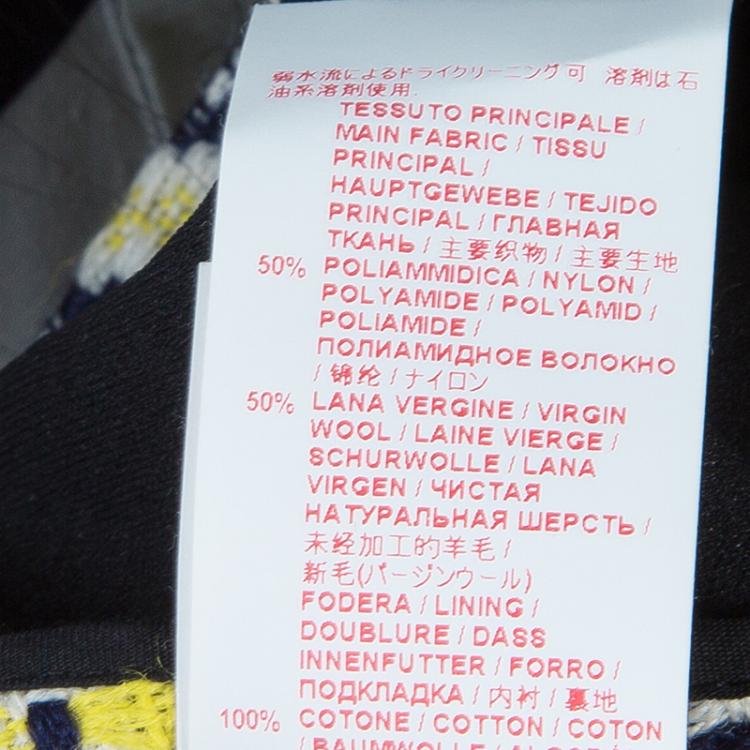 弱水流によるドライクリーニング可 溶剤は石
油系溶剤使用.
TESSUTO PRINCIPALE /
MAIN FABRIC / TISSU
PRINCIPAL /
HAUPTGEWEBE / TEJIDO
PRINCIPAL / ГЛАВНАЯ
ТКАНЬ / 主要织物 / 主要生地
50% POLIAMMIDICA / NYLON /
POLYAMIDE / POLYAMID /
POLIAMIDE /
ПОЛИАМИДНОЕ ВОЛОКНО
/ 锦纶 / ナイロン
50% LANA VERGINE / VIRGIN
WOOL / LAINE VIERGE /
SCHURWOLLE / LANA
VIRGEN / ЧИСТАЯ
НАТУРАЛЬНАЯ ШЕРСТЬ /
未经加工的羊毛 /
新毛(バージンウール)
FODERA / LINING /
DOUBLURE / DASS
INNENFUTTER / FORRO /
ПОДКЛАДКА / 内衬 / 裏地
100% COTONE / COTTON / COTON
/ BAUMWOLLE / ALGOD